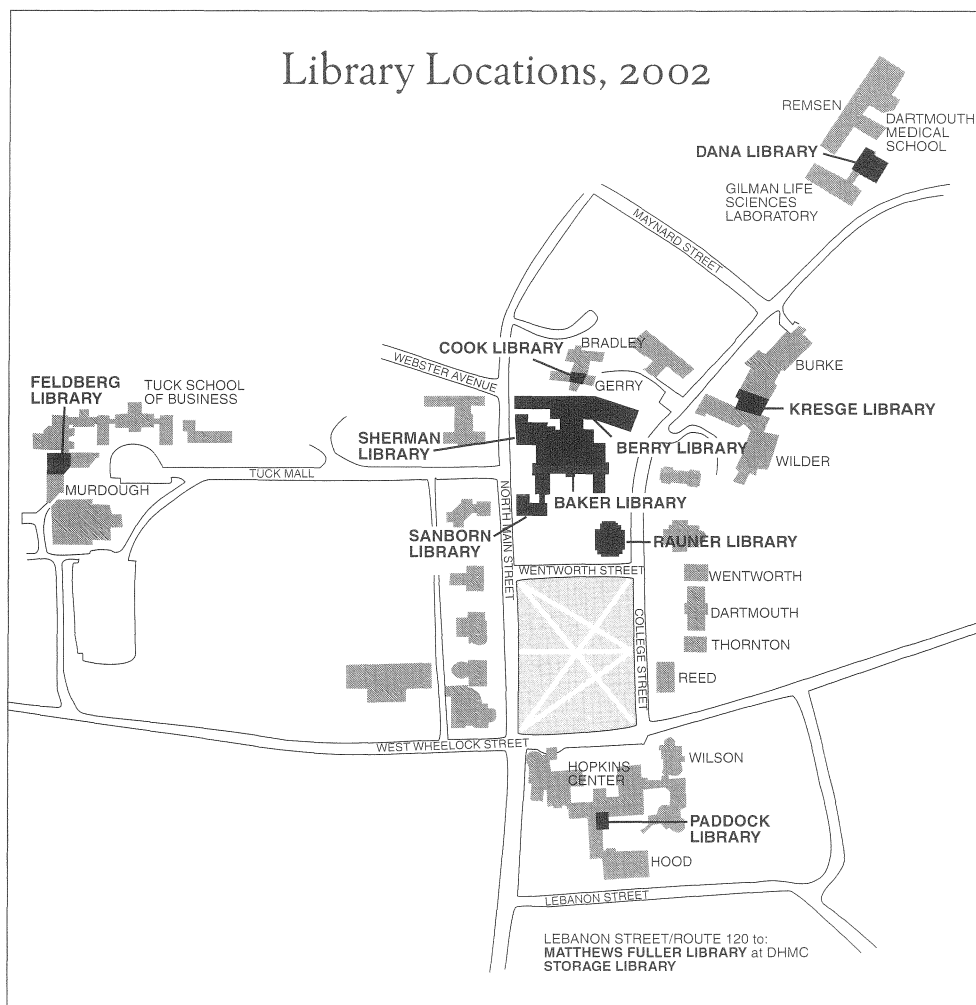 Library Locations, 2002
REMSEN
DARTMOUTH
MEDICAL
SCHOOL
DANA LIBRARY
GILMAN LIFE
SCIENCES
LABORATORY
MAYNARD STREET
COOK LIBRARY
BRADLEY
WEBSTER AVENUE
GERRY
BURKE
FELDBERG
LIBRARY
TUCK SCHOOL
OF BUSINESS
KRESGE LIBRARY
SHERMAN
LIBRARY
BERRY LIBRARY
WILDER
TUCK MALL
MURDOUGH
BAKER LIBRARY
NORTH MAIN STREET
SANBORN
LIBRARY
RAUNER LIBRARY
WENTWORTH STREET
WENTWORTH
DARTMOUTH
COLLEGE STREET
THORNTON
REED
WEST WHEELOCK STREET
HOPKINS
CENTER
WILSON
PADDOCK
LIBRARY
HOOD
LEBANON STREET
LEBANON STREET/ROUTE 120 to:
MATTHEWS FULLER LIBRARY at DHMC
STORAGE LIBRARY